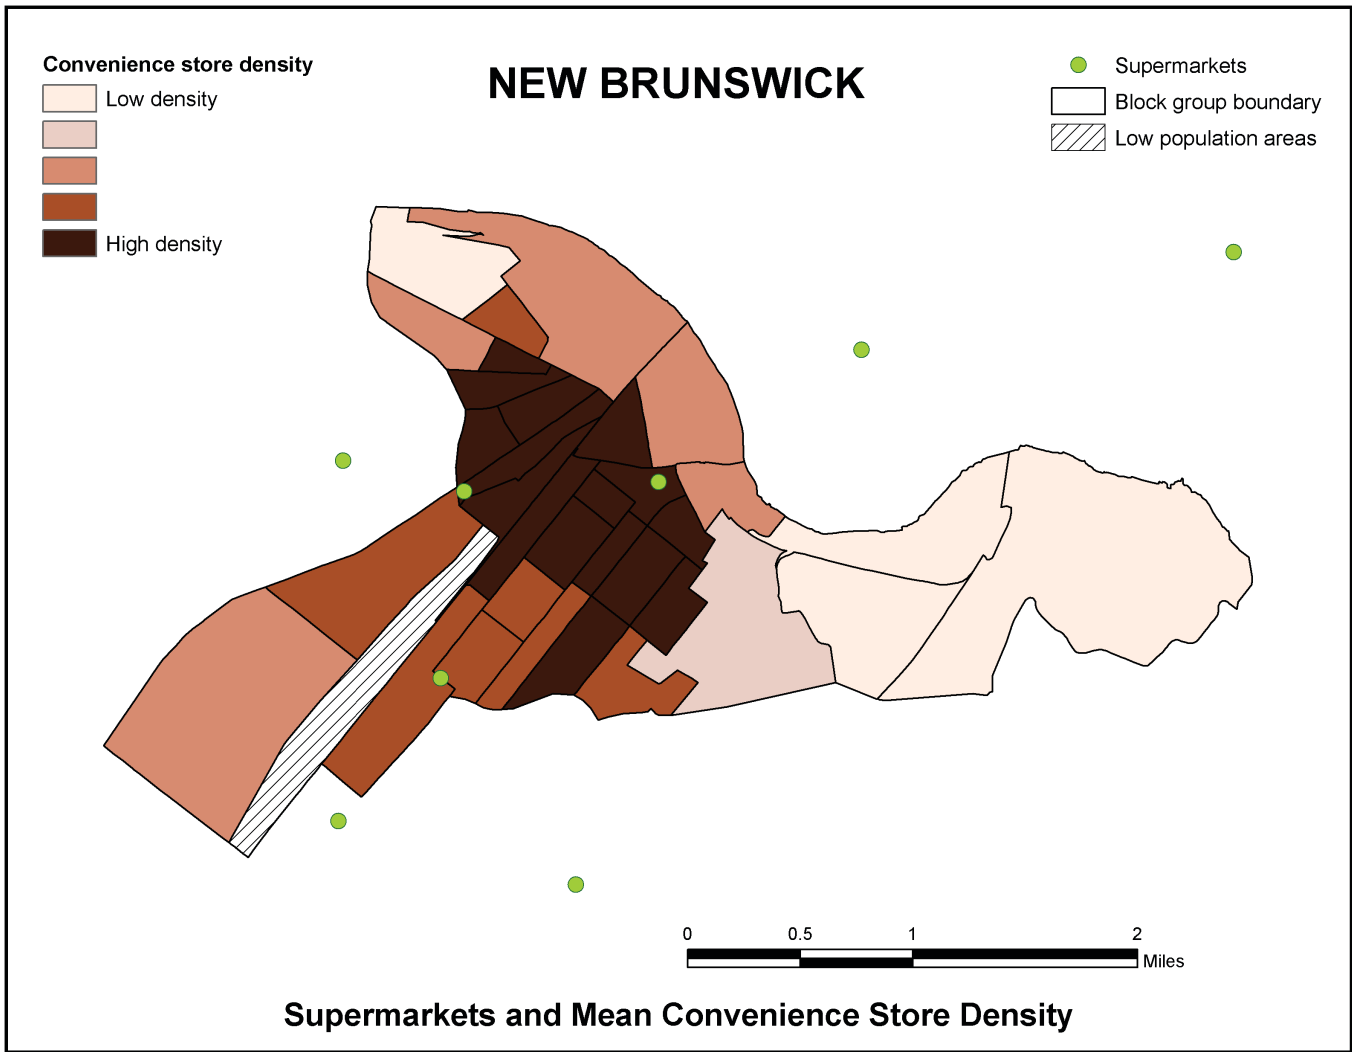 NEW BRUNSWICK
Convenience store density
Low density
High density
Supermarkets
Block group boundary
Low population areas
0 0.5 1 2
Miles
Supermarkets and Mean Convenience Store Density